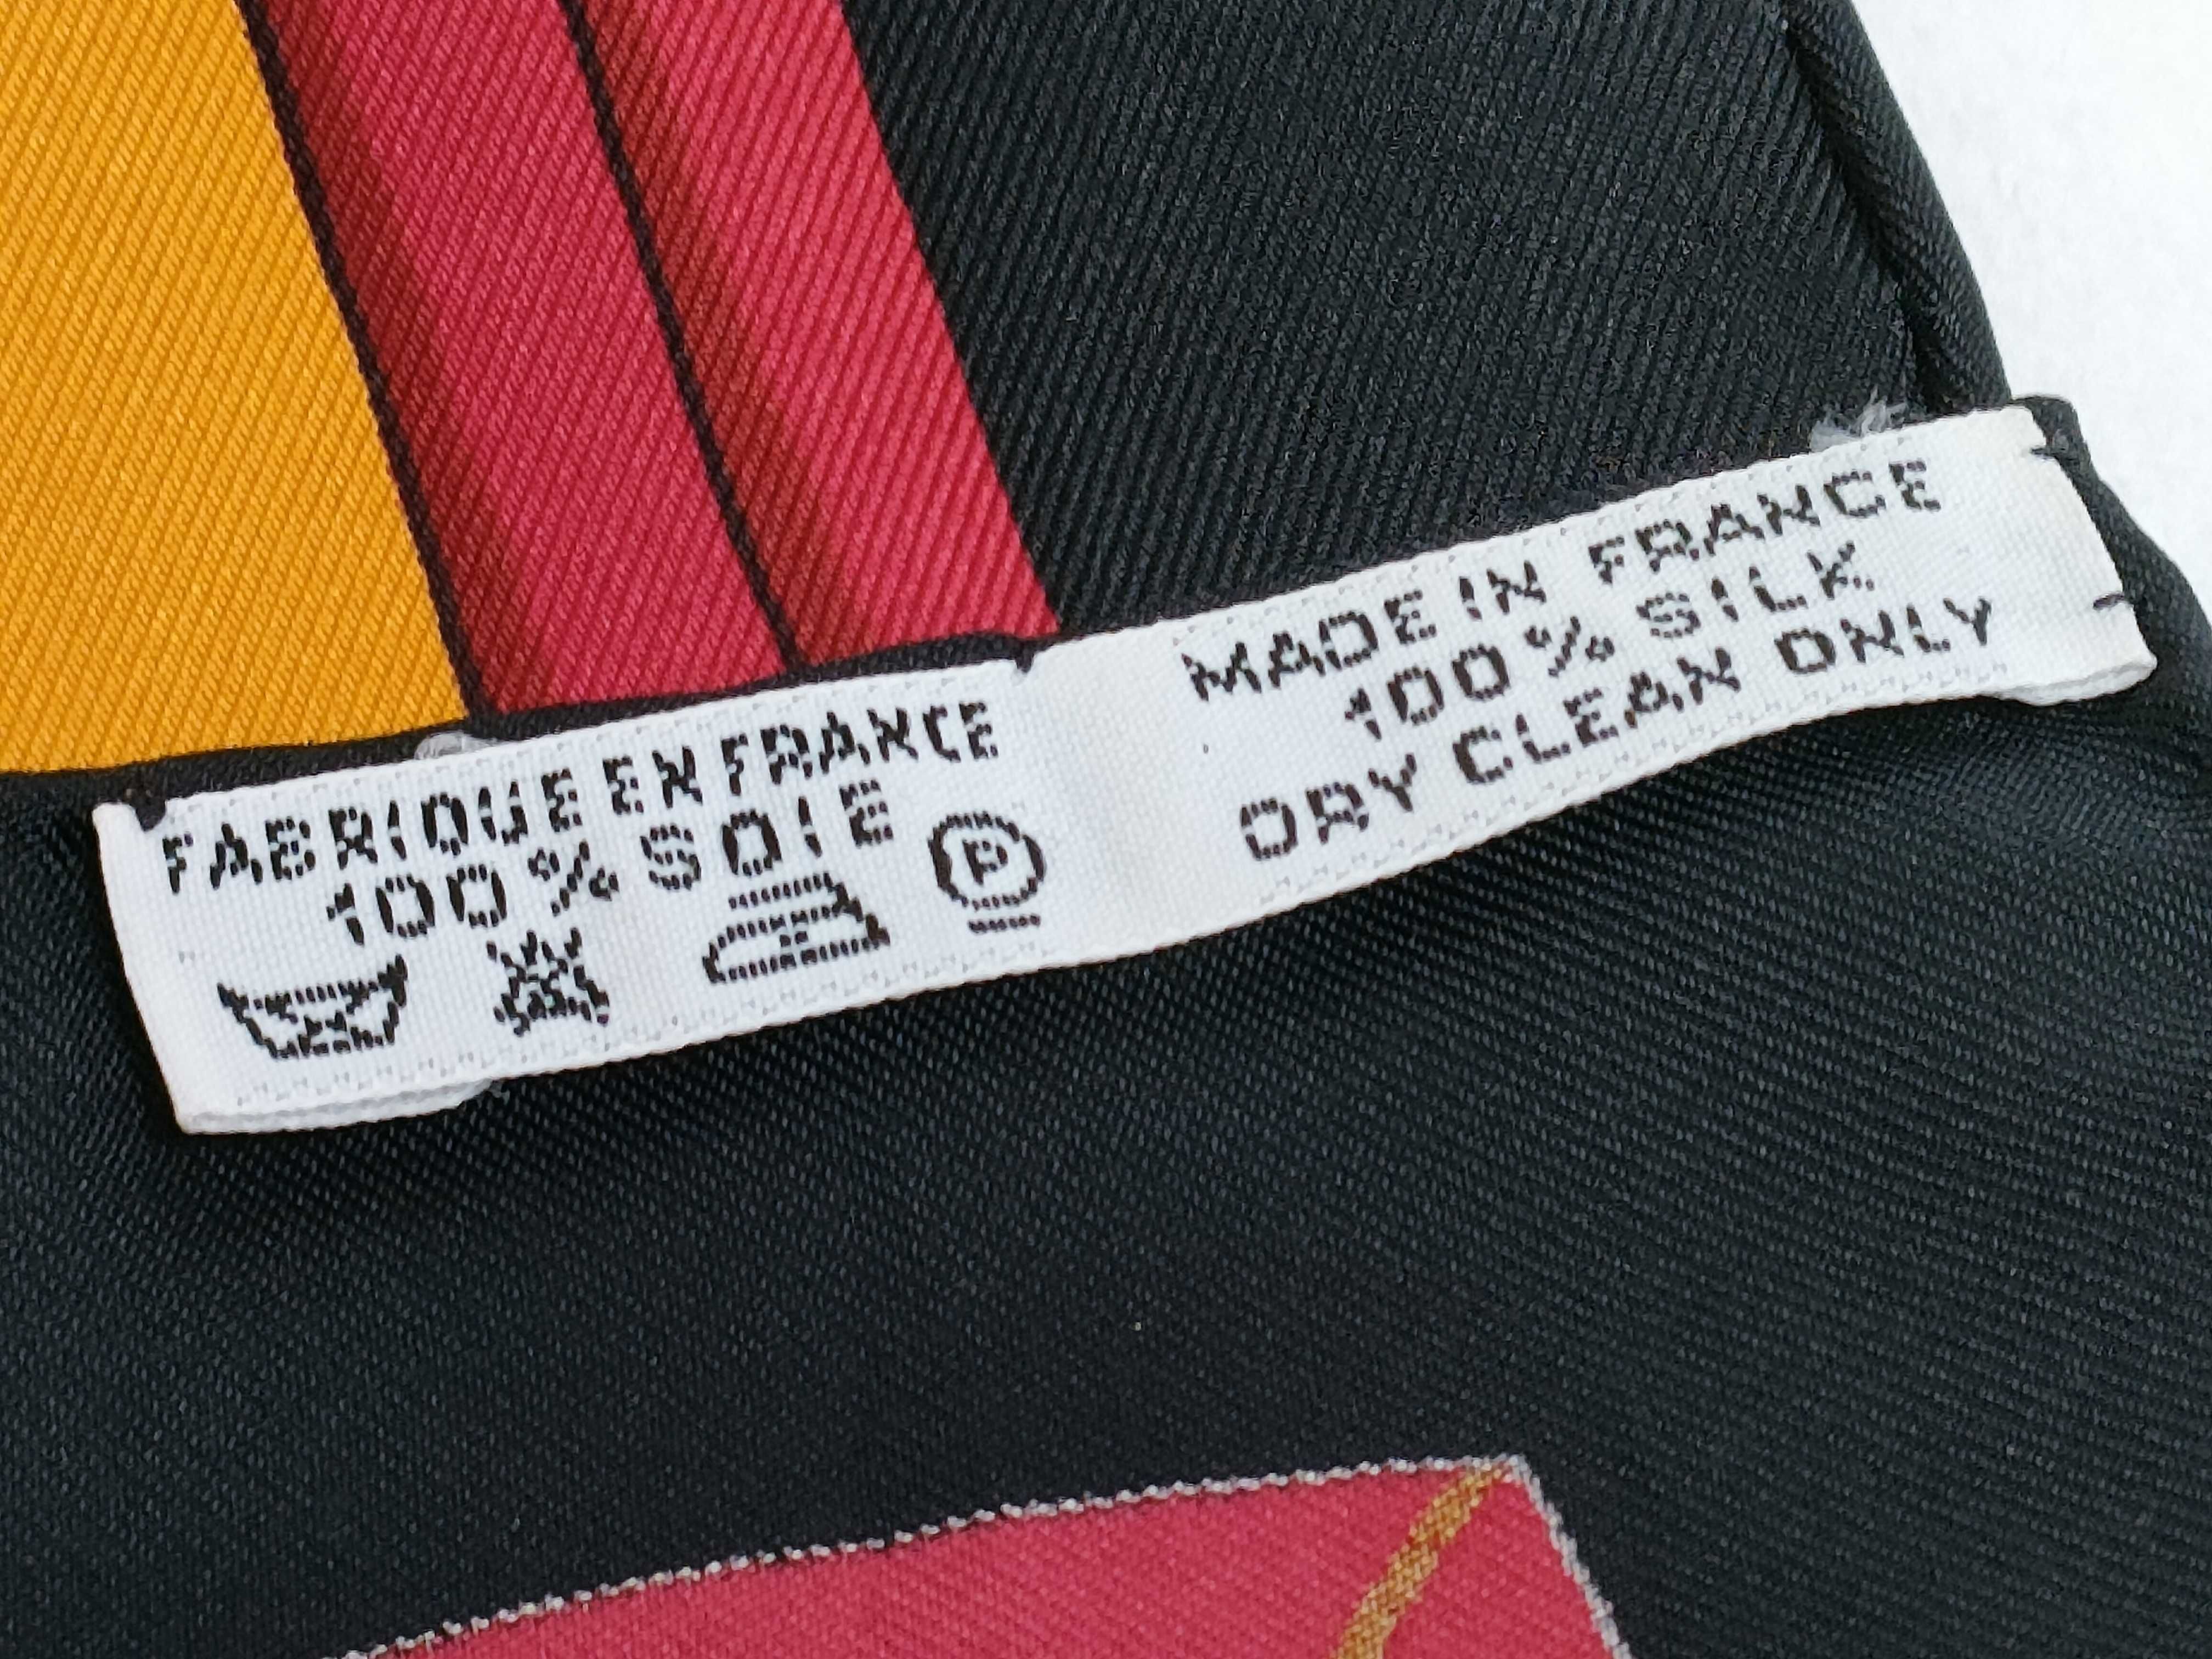 FABRIQUE EN FRANCE
100% SOIE
P
MADE IN FRANCE
100% SILK
DRY CLEAN ONLY